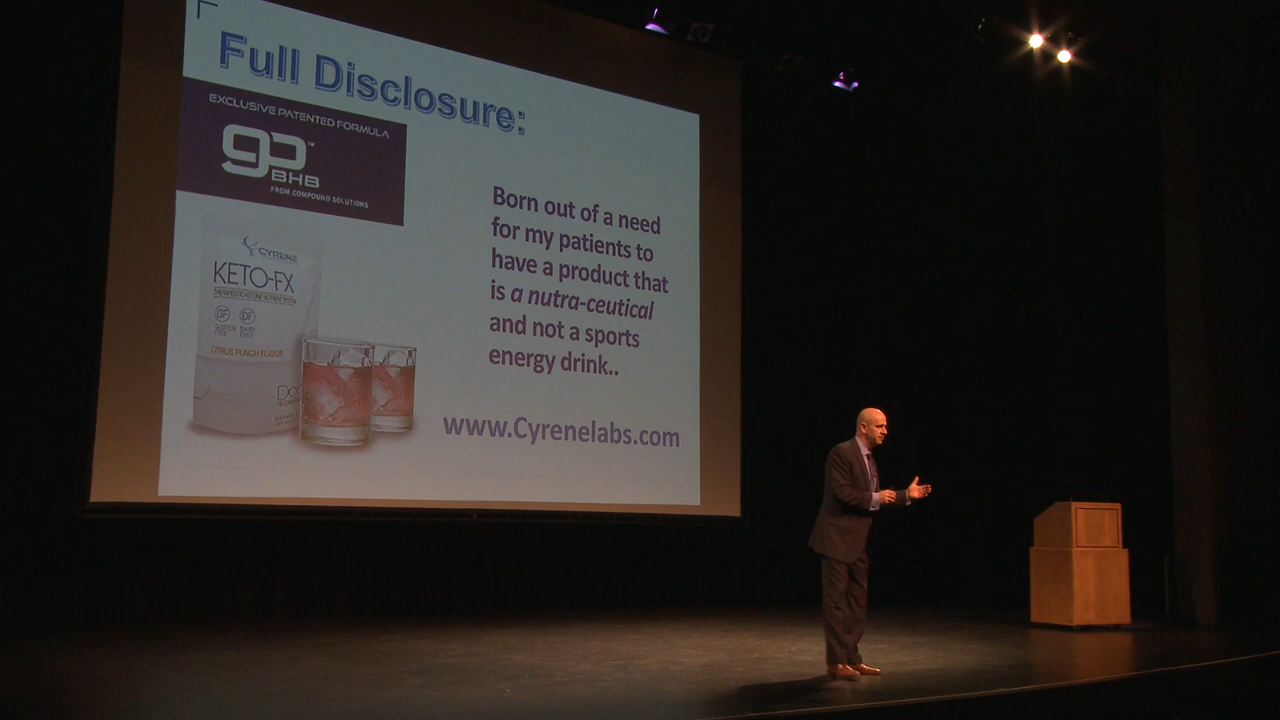 Full Disclosure:
EXCLUSIVE PATENTED FORMULA
go™
BHB
FROM COMPOUND SOLUTIONS
Born out of a need
for my patients to
have a product that
is a nutra-ceutical
and not a sports
energy drink..
CYRENE
KETO-FX
GF DF
GLUTEN FREE DAIRY FREE
CITRUS PUNCH FLAVOR
www.Cyrenelabs.com